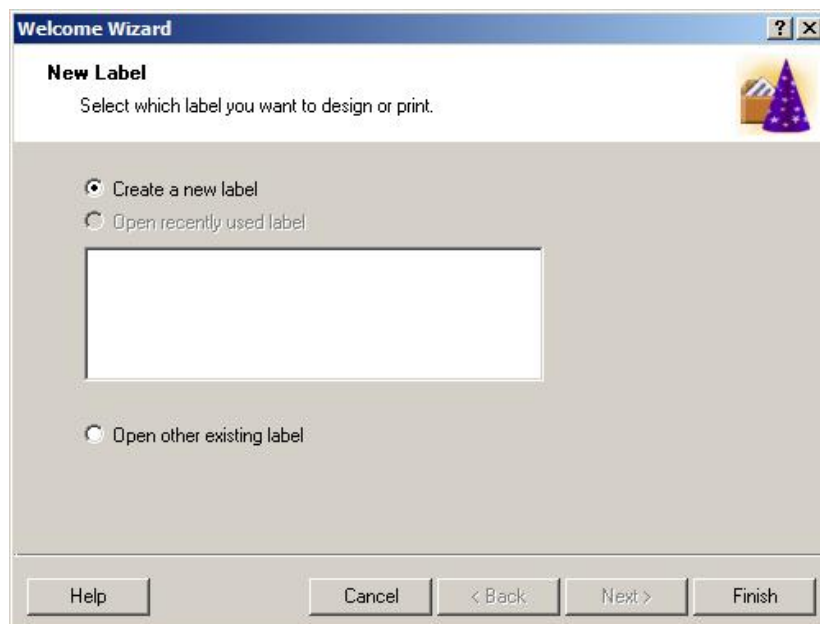 Welcome Wizard
New Label
Select which label you want to design or print.
Create a new label
Open recently used label
Open other existing label
Help Cancel < Back Next > Finish